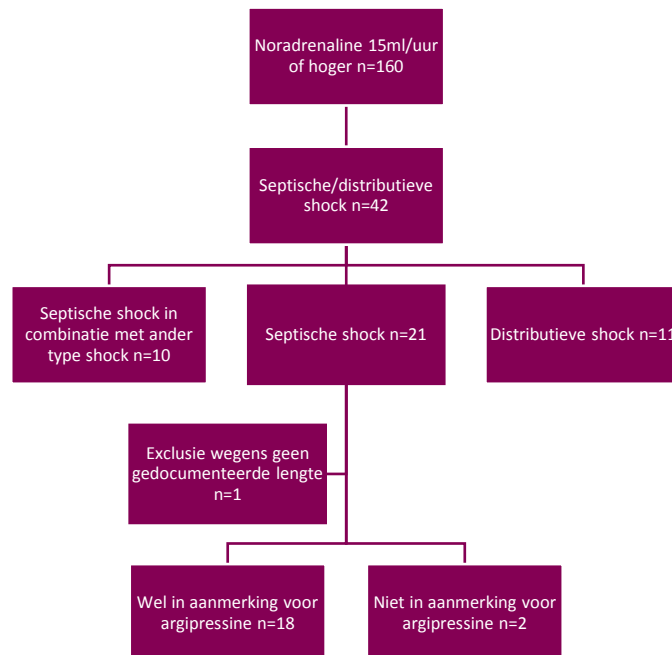 Noradrenaline 15ml/uur
of hoger n=160
Septische/distributieve
shock n=42
Septische shock in
combinatie met ander
type shock n=10
Septische shock n=21
Distributieve shock n=11
Exclusie wegens geen
gedocumenteerde lengte
n=1
Wel in aanmerking voor
argipressine n=18
Niet in aanmerking voor
argipressine n=2